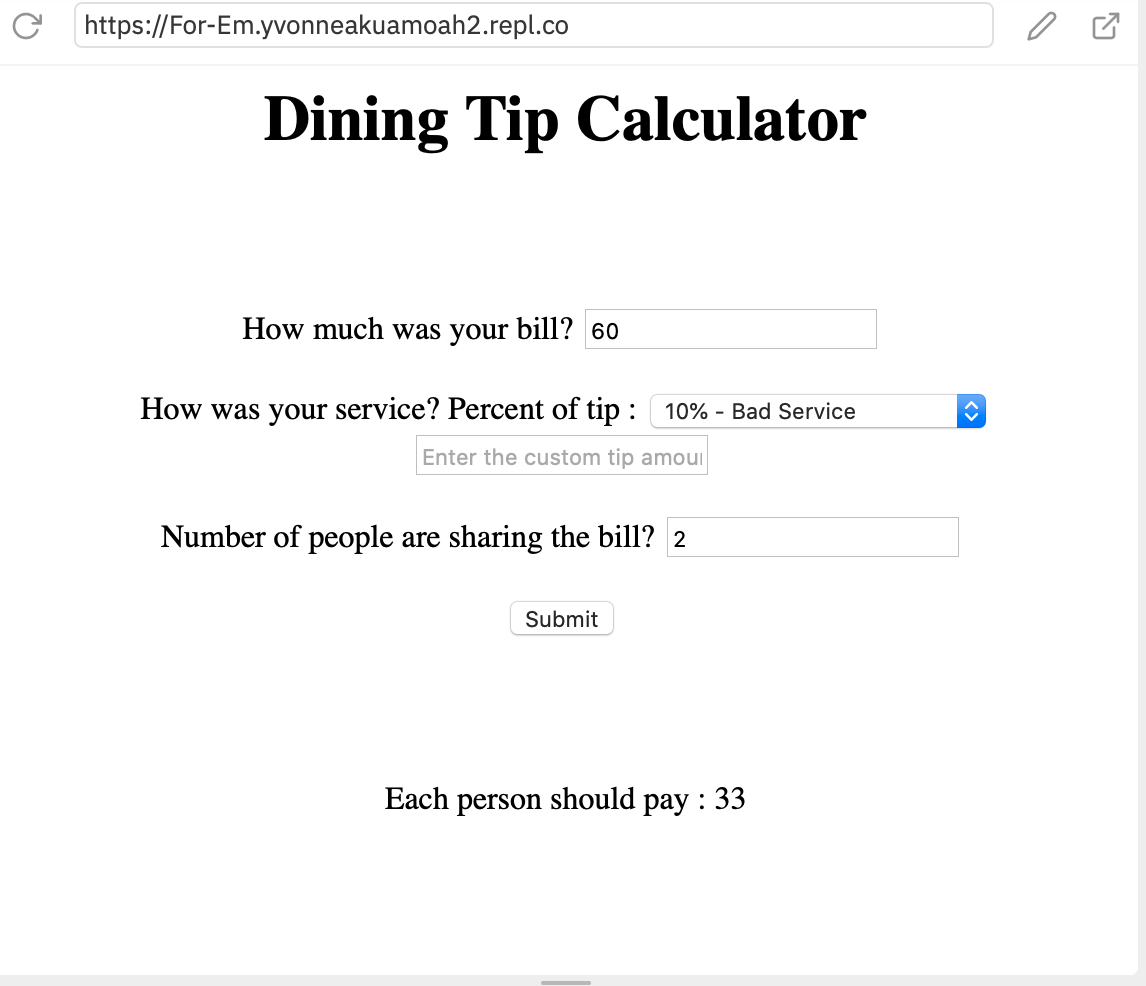 https://For-Em.yvonneakuamoah2.repl.co
Dining Tip Calculator
How much was your bill? 60
How was your service? Percent of tip : 10% - Bad Service
Enter the custom tip amou
Number of people are sharing the bill? 2
Submit
Each person should pay : 33